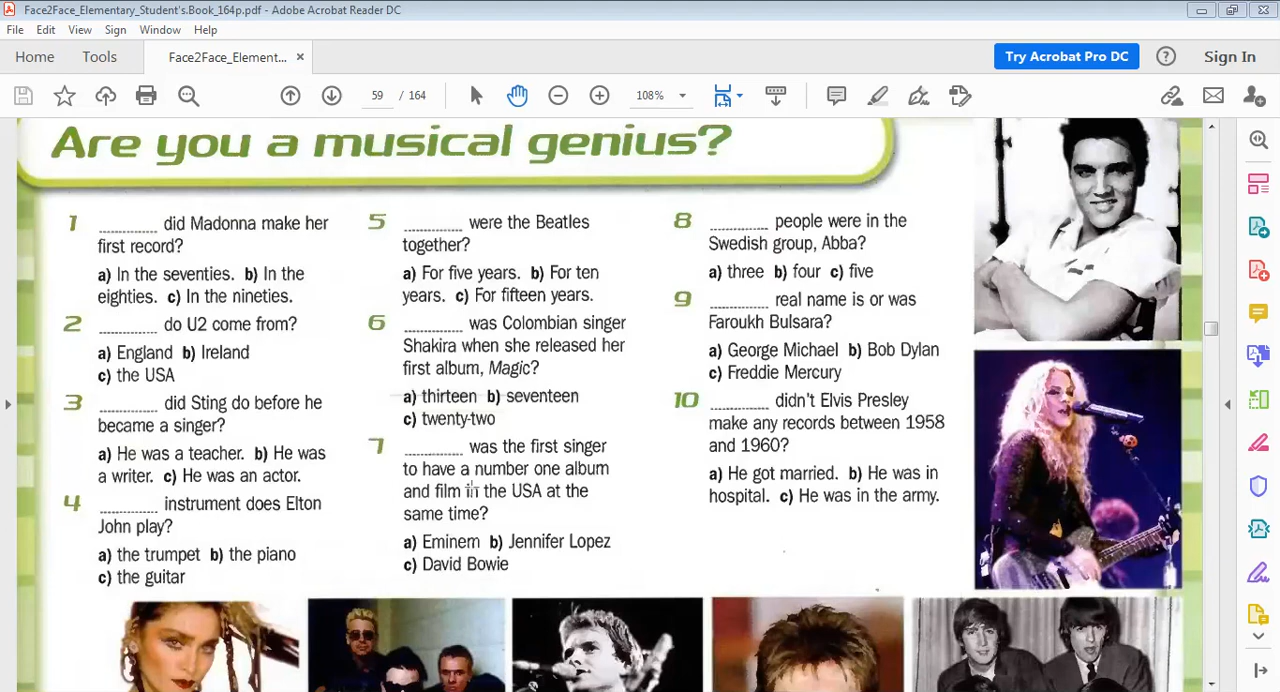 Face2Face_Elementary_Student's.Book_164p.pdf - Adobe Acrobat Reader DC
File Edit View Sign Window Help
Home Tools Face2Face_Element... × Try Acrobat Pro DC ? Sign In
59 / 164 108%
Are you a musical genius?
1 ............ did Madonna make her
first record?
a) In the seventies. b) In the
eighties. c) In the nineties.
2 ............ do U2 come from?
a) England b) Ireland
c) the USA
3 ............ did Sting do before he
became a singer?
a) He was a teacher. b) He was
a writer. c) He was an actor.
4 ............ instrument does Elton
John play?
a) the trumpet b) the piano
c) the guitar
5 ............ were the Beatles
together?
a) For five years. b) For ten
years. c) For fifteen years.
6 ............ was Colombian singer
Shakira when she released her
first album, Magic?
a) thirteen b) seventeen
c) twenty-two
7 ............ was the first singer
to have a number one album
and film in the USA at the
same time?
a) Eminem b) Jennifer Lopez
c) David Bowie
8 ............ people were in the
Swedish group, Abba?
a) three b) four c) five
9 ............ real name is or was
Faroukh Bulsara?
a) George Michael b) Bob Dylan
c) Freddie Mercury
10 ............ didn't Elvis Presley
make any records between 1958
and 1960?
a) He got married. b) He was in
hospital. c) He was in the army.